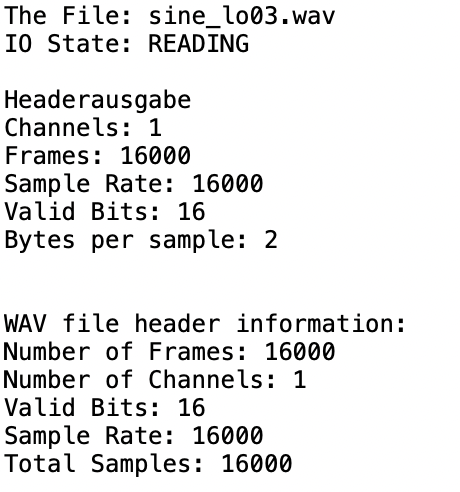 The File: sine_lo03.wav
IO State: READING
Headerausgabe
Channels: 1
Frames: 16000
Sample Rate: 16000
Valid Bits: 16
Bytes per sample: 2
WAV file header information:
Number of Frames: 16000
Number of Channels: 1
Valid Bits: 16
Sample Rate: 16000
Total Samples: 16000